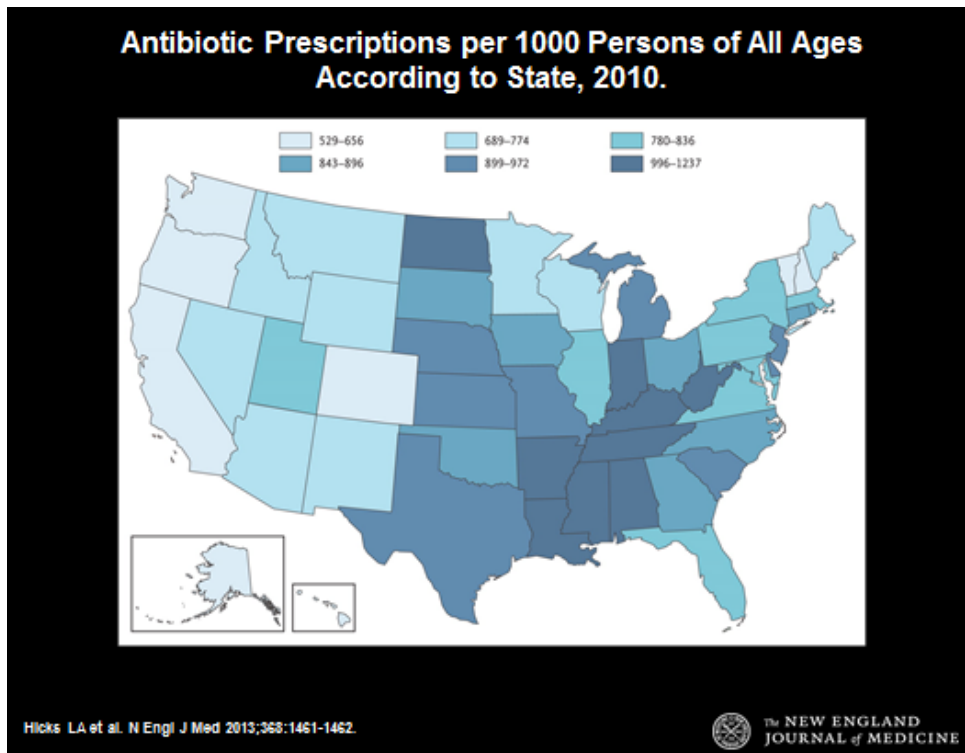 Antibiotic Prescriptions per 1000 Persons of All Ages
According to State, 2010.
529–656 689–774 780–836
843–896 899–972 996–1237
Hicks LA et al. N Engl J Med 2013;368:1461-1462.
The NEW ENGLAND
JOURNAL of MEDICINE